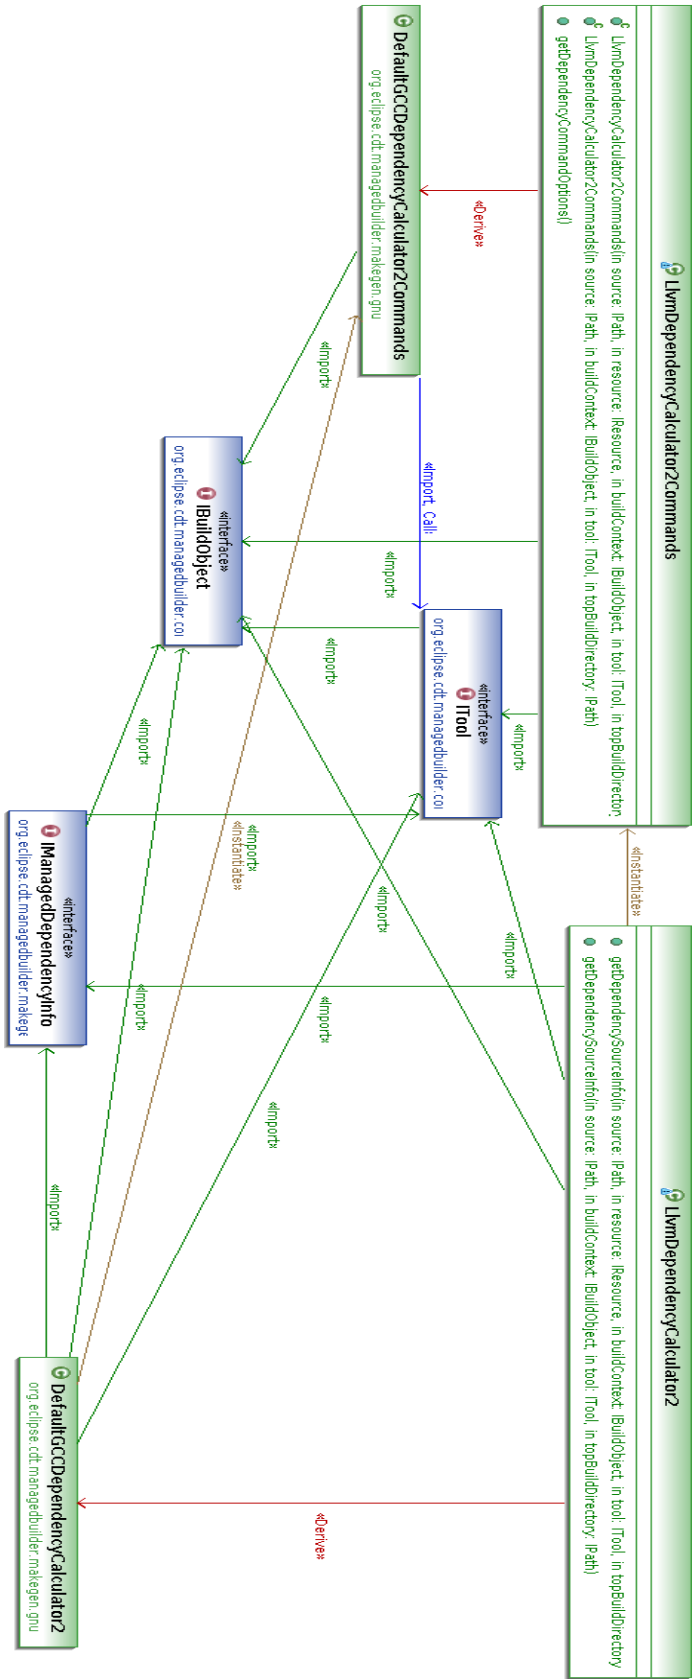 LlvmDependencyCalculator2Commands
LlvmDependencyCalculator2Commands(in source: IPath, in resource: IResource, in buildContext: IBuildObject, in tool: ITool, in topBuildDirectory
LlvmDependencyCalculator2Commands(in source: IPath, in buildContext: IBuildObject, in tool: ITool, in topBuildDirectory: IPath)
getDependencyCommandOptions()
«Instantiate»
LlvmDependencyCalculator2
getDependencySourceInfo(in source: IPath, in resource: IResource, in buildContext: IBuildObject, in tool: ITool, in topBuildDirectory
getDependencySourceInfo(in source: IPath, in buildContext: IBuildObject, in tool: ITool, in topBuildDirectory: IPath)
«Derive»
«Import»
«Import»
«Import, Call»
«interface»
ITool
org.eclipse.cdt.managedbuilder.coi
DefaultGCCDependencyCalculator2Commands
org.eclipse.cdt.managedbuilder.makegen.gnu
«Import»
«Import»
«Import»
«Import»
«Import»
«Instantiate»
«Import»
«Import»
«Derive»
«interface»
IBuildObject
org.eclipse.cdt.managedbuilder.coi
«Import»
«Import»
«interface»
IManagedDependencyInfo
org.eclipse.cdt.managedbuilder.makege
«Import»
DefaultGCCDependencyCalculator2
org.eclipse.cdt.managedbuilder.makegen.gnu